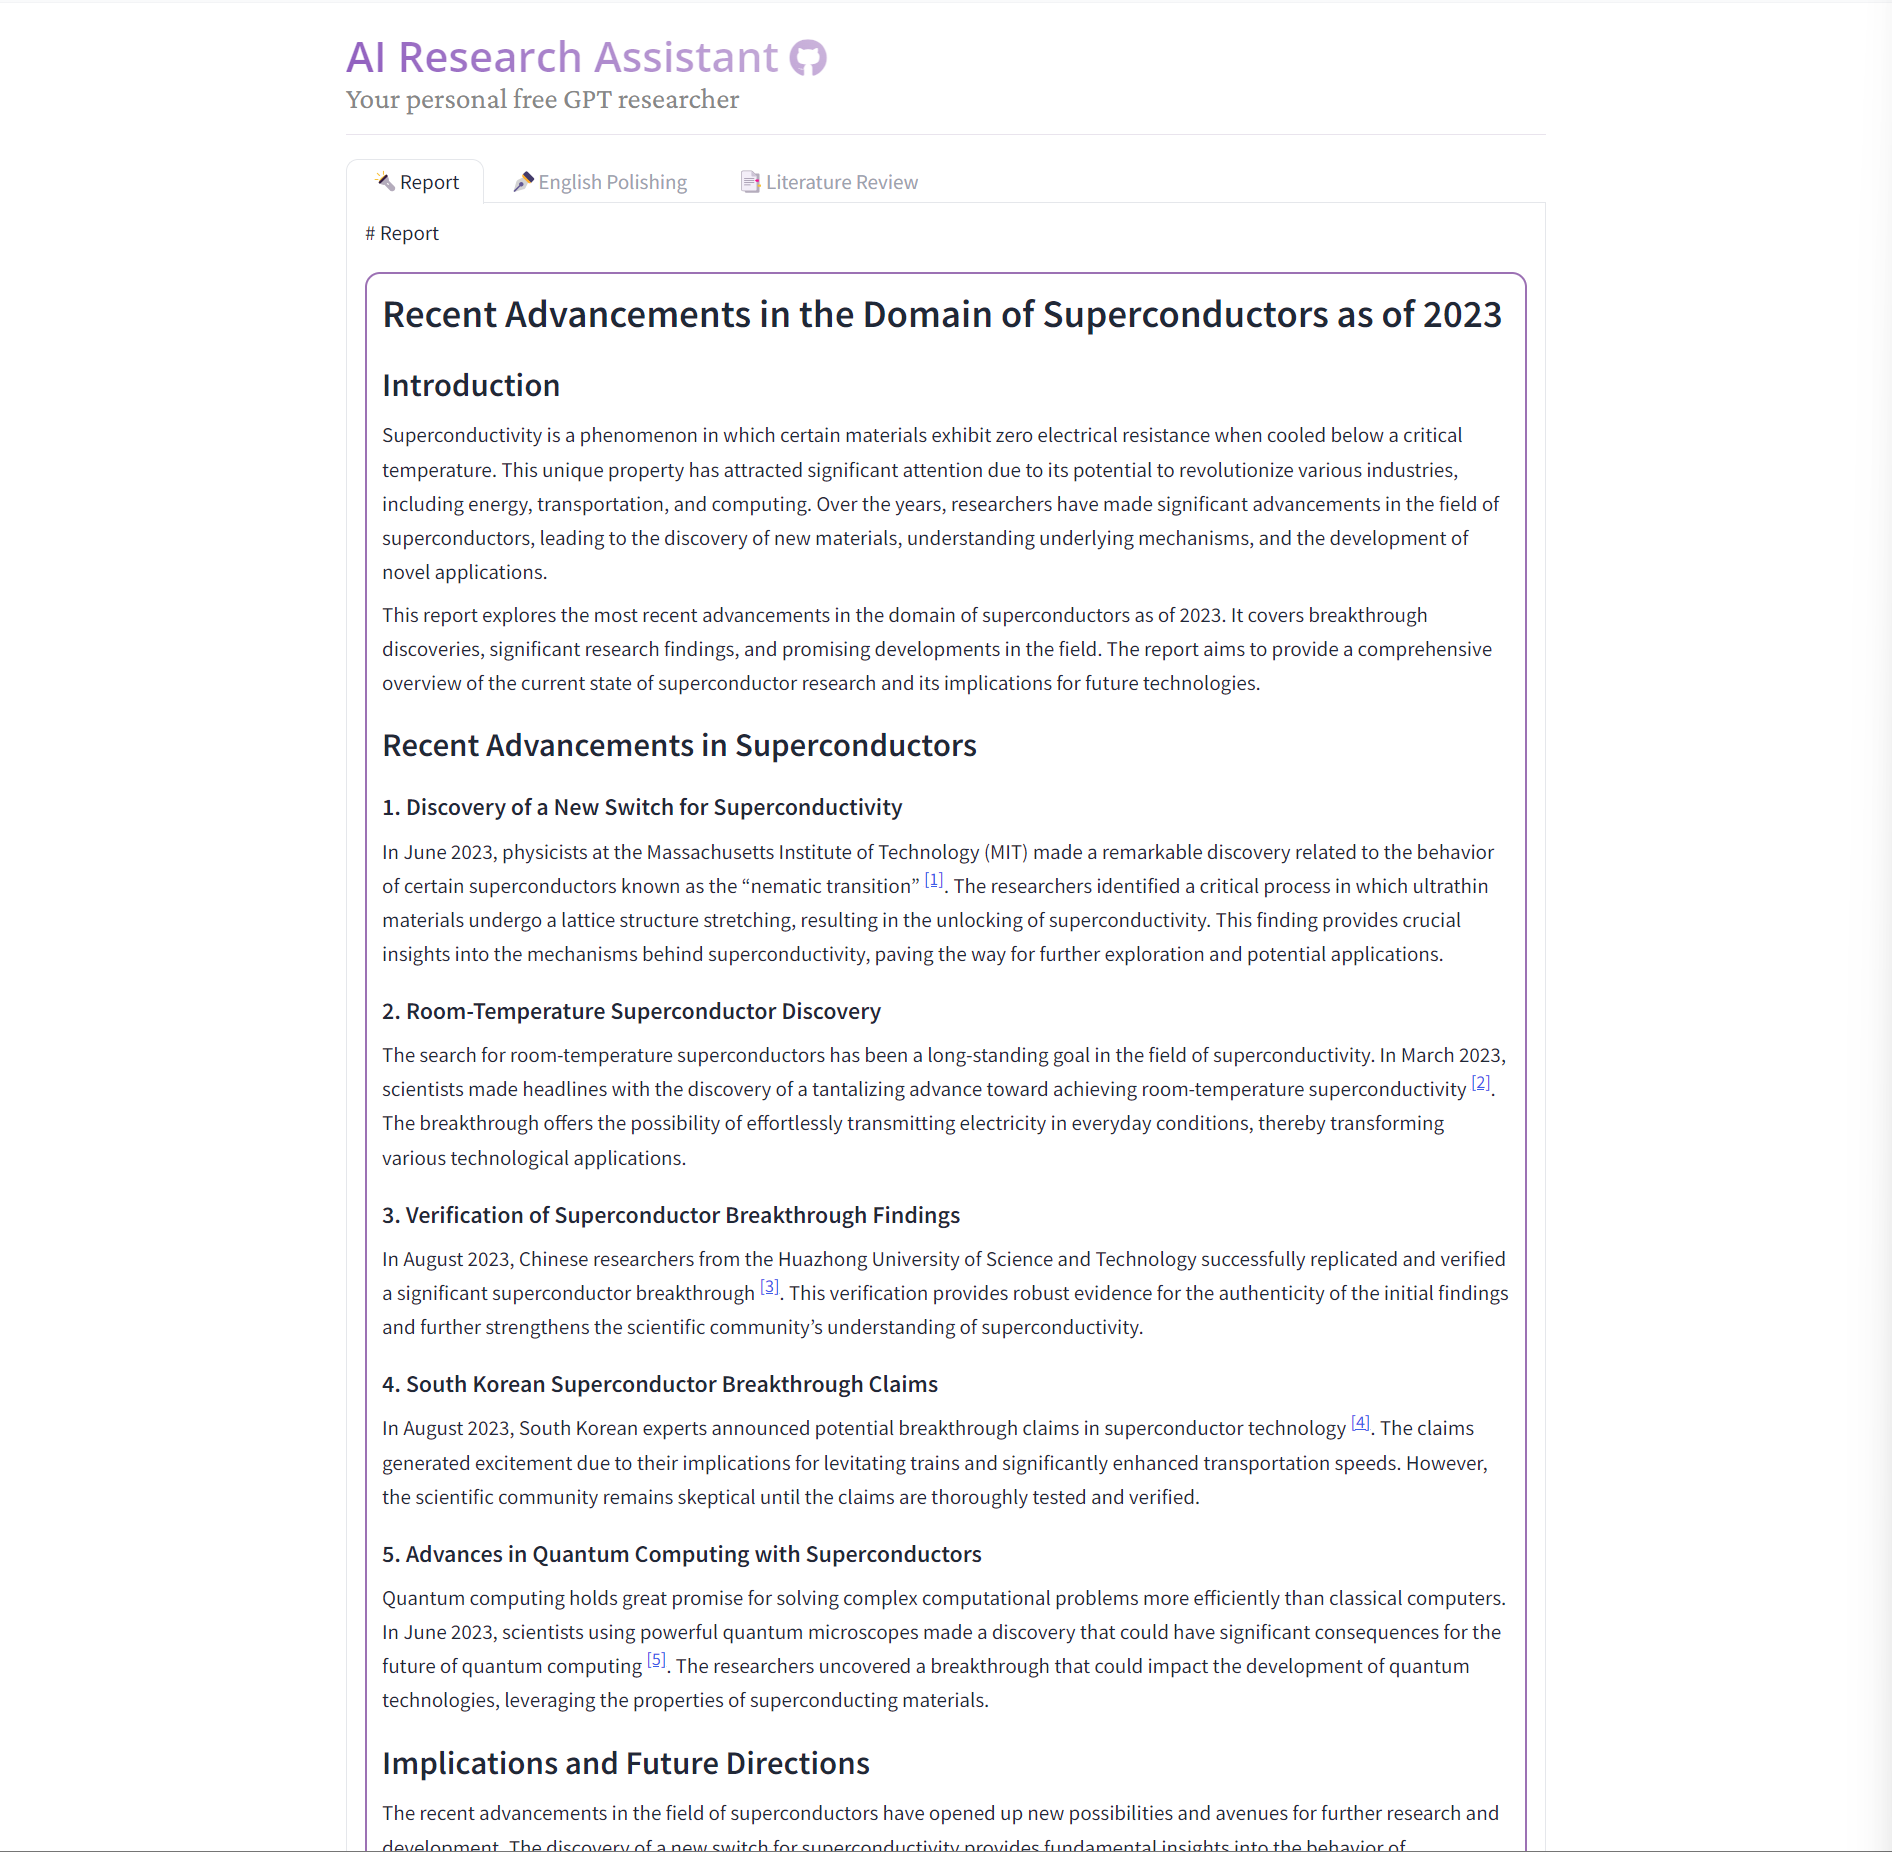 AI Research Assistant
Your personal free GPT researcher
Report
English Polishing
Literature Review
# Report
Recent Advancements in the Domain of Superconductors as of 2023
Introduction
Superconductivity is a phenomenon in which certain materials exhibit zero electrical resistance when cooled below a critical
temperature. This unique property has attracted significant attention due to its potential to revolutionize various industries,
including energy, transportation, and computing. Over the years, researchers have made significant advancements in the field of
superconductors, leading to the discovery of new materials, understanding underlying mechanisms, and the development of
novel applications.
This report explores the most recent advancements in the domain of superconductors as of 2023. It covers breakthrough
discoveries, significant research findings, and promising developments in the field. The report aims to provide a comprehensive
overview of the current state of superconductor research and its implications for future technologies.
Recent Advancements in Superconductors
1. Discovery of a New Switch for Superconductivity
In June 2023, physicists at the Massachusetts Institute of Technology (MIT) made a remarkable discovery related to the behavior
of certain superconductors known as the “nematic transition” [1]. The researchers identified a critical process in which ultrathin
materials undergo a lattice structure stretching, resulting in the unlocking of superconductivity. This finding provides crucial
insights into the mechanisms behind superconductivity, paving the way for further exploration and potential applications.
2. Room-Temperature Superconductor Discovery
The search for room-temperature superconductors has been a long-standing goal in the field of superconductivity. In March 2023,
scientists made headlines with the discovery of a tantalizing advance toward achieving room-temperature superconductivity [2].
The breakthrough offers the possibility of effortlessly transmitting electricity in everyday conditions, thereby transforming
various technological applications.
3. Verification of Superconductor Breakthrough Findings
In August 2023, Chinese researchers from the Huazhong University of Science and Technology successfully replicated and verified
a significant superconductor breakthrough [3]. This verification provides robust evidence for the authenticity of the initial findings
and further strengthens the scientific community’s understanding of superconductivity.
4. South Korean Superconductor Breakthrough Claims
In August 2023, South Korean experts announced potential breakthrough claims in superconductor technology [4]. The claims
generated excitement due to their implications for levitating trains and significantly enhanced transportation speeds. However,
the scientific community remains skeptical until the claims are thoroughly tested and verified.
5. Advances in Quantum Computing with Superconductors
Quantum computing holds great promise for solving complex computational problems more efficiently than classical computers.
In June 2023, scientists using powerful quantum microscopes made a discovery that could have significant consequences for the
future of quantum computing [5]. The researchers uncovered a breakthrough that could impact the development of quantum
technologies, leveraging the properties of superconducting materials.
Implications and Future Directions
The recent advancements in the field of superconductors have opened up new possibilities and avenues for further research and
development. The discovery of a new switch for superconductivity provides fundamental insights into the behavior of